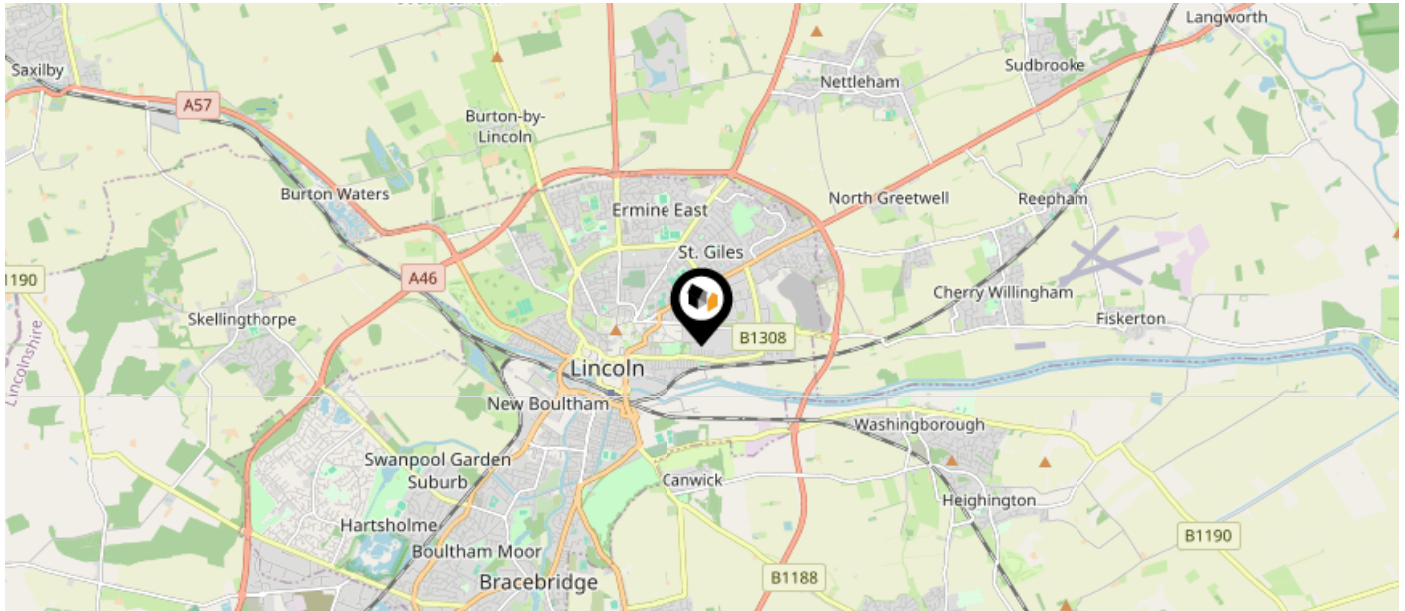 Langworth
Saxilby
Sudbrooke
Nettleham
A57
Burton-by-
Lincoln
Burton Waters
North Greetwell
Reepham
Ermine East
St. Giles
A46
1190
Cherry Willingham
Skellingthorpe
Fiskerton
B1308
Lincolnshire
Lincoln
New Boultham
Washingborough
Swanpool Garden
Suburb
Canwick
Heighington
Hartsholme
B1190
Boultham Moor
B1188
Bracebridge